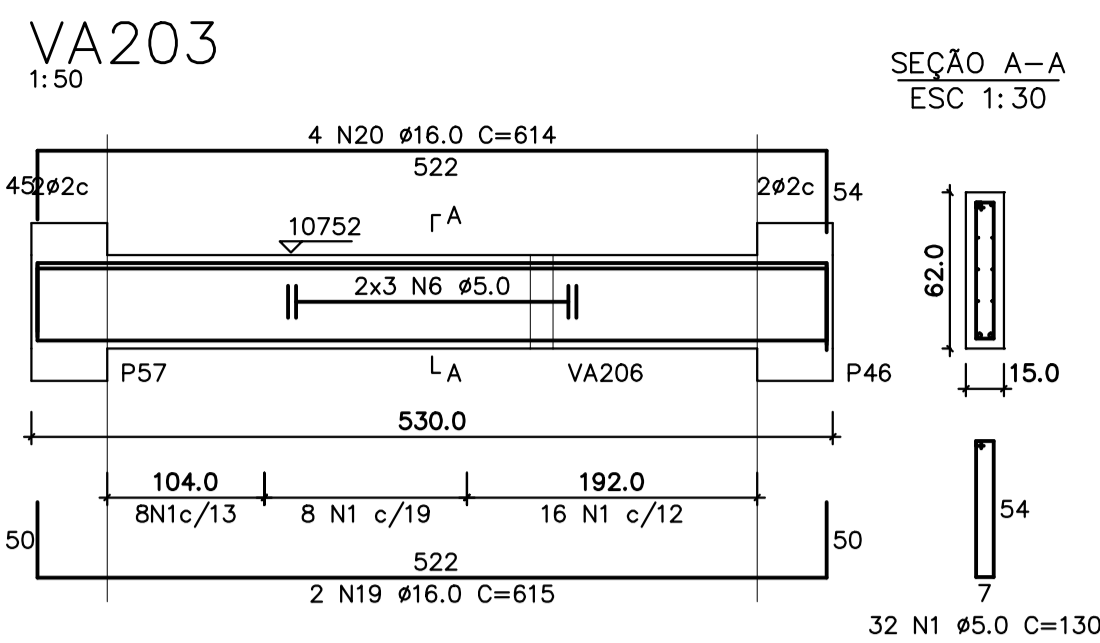 VA203
1:50
SEÇÃO A-A
ESC 1:30
4 N20 ø16.0 C=614
522
45
2ø2c
2ø2c
54
A
10752
2x3 N6 ø5.0
62.0
P57
A
VA206
P46
15.0
530.0
104.0
192.0
8N1c/13
8 N1 c/19
16 N1 c/12
50
522
50
54
2 N19 ø16.0 C=615
7
32 N1 ø5.0 C=130